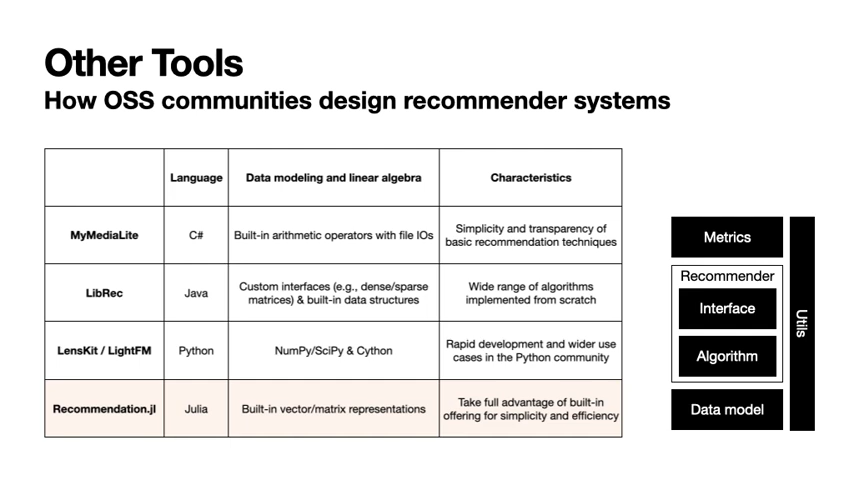 Other Tools
How OSS communities design recommender systems
Language
Data modeling and linear algebra
Characteristics
MyMediaLite
C#
Built-in arithmetic operators with file IOs
Simplicity and transparency of
basic recommendation techniques
LibRec
Java
Custom interfaces (e.g., dense/sparse
matrices) & built-in data structures
Wide range of algorithms
implemented from scratch
LensKit / LightFM
Python
NumPy/SciPy & Cython
Rapid development and wider use
cases in the Python community
Recommendation.jl
Julia
Built-in vector/matrix representations
Take full advantage of built-in
offering for simplicity and efficiency
Metrics
Recommender
Interface
Algorithm
Data model
Utils